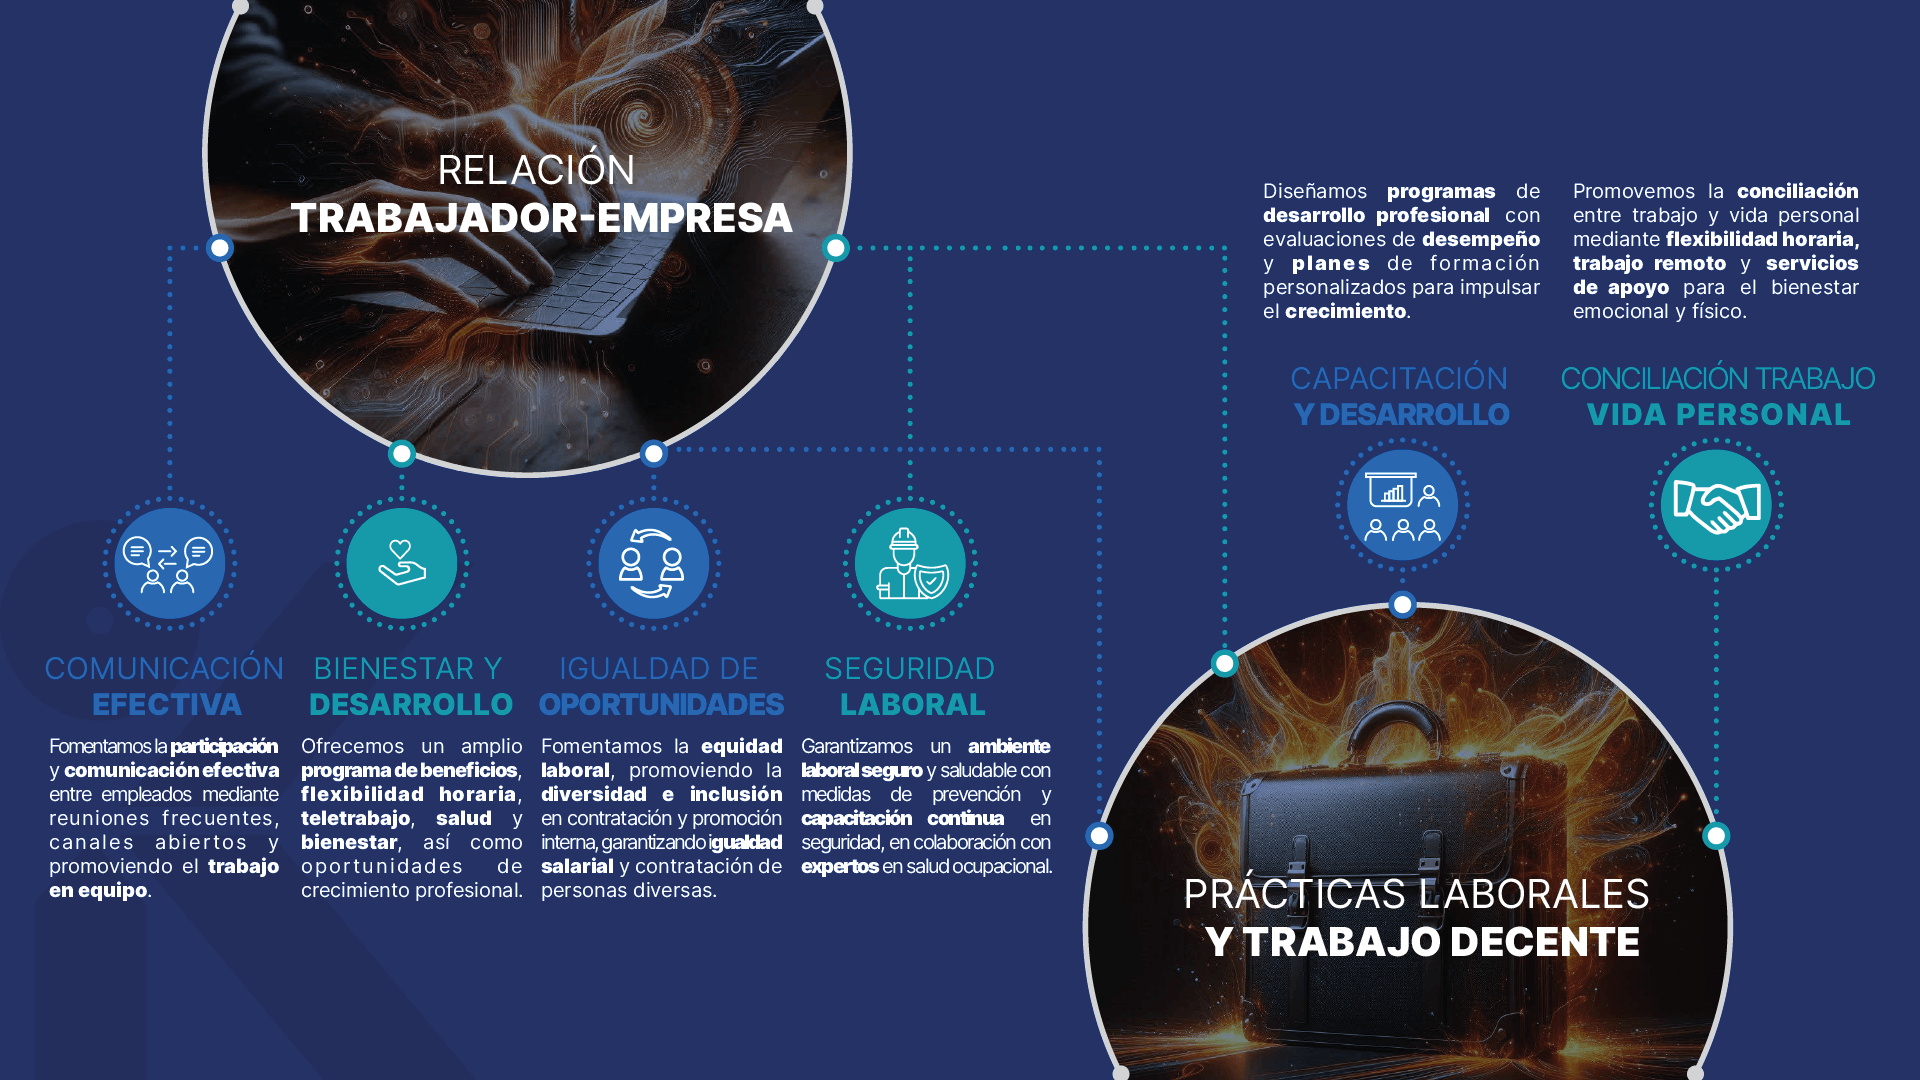 RELACIÓN
TRABAJADOR-EMPRESA
COMUNICACIÓN
EFECTIVA
Fomentamos la participación
y comunicación efectiva
entre empleados mediante
reuniones frecuentes,
canales abiertos y
promoviendo el trabajo
en equipo.
BIENESTAR Y
DESARROLLO
Ofrecemos un amplio
programa de beneficios,
flexibilidad horaria,
teletrabajo, salud y
bienestar, así como
oportunidades de
crecimiento profesional.
IGUALDAD DE
OPORTUNIDADES
Fomentamos la equidad
laboral, promoviendo la
diversidad e inclusión
en contratación y promoción
interna, garantizando igualdad
salarial y contratación de
personas diversas.
SEGURIDAD
LABORAL
Garantizamos un ambiente
laboral seguro y saludable con
medidas de prevención y
capacitación continua en
seguridad, en colaboración con
expertos en salud ocupacional.
Diseñamos programas de
desarrollo profesional con
evaluaciones de desempeño
y planes de formación
personalizados para impulsar
el crecimiento.
CAPACITACIÓN
Y DESARROLLO
Promovemos la conciliación
entre trabajo y vida personal
mediante flexibilidad horaria,
trabajo remoto y servicios
de apoyo para el bienestar
emocional y físico.
CONCILIACIÓN TRABAJO
VIDA PERSONAL
PRÁCTICAS LABORALES
Y TRABAJO DECENTE